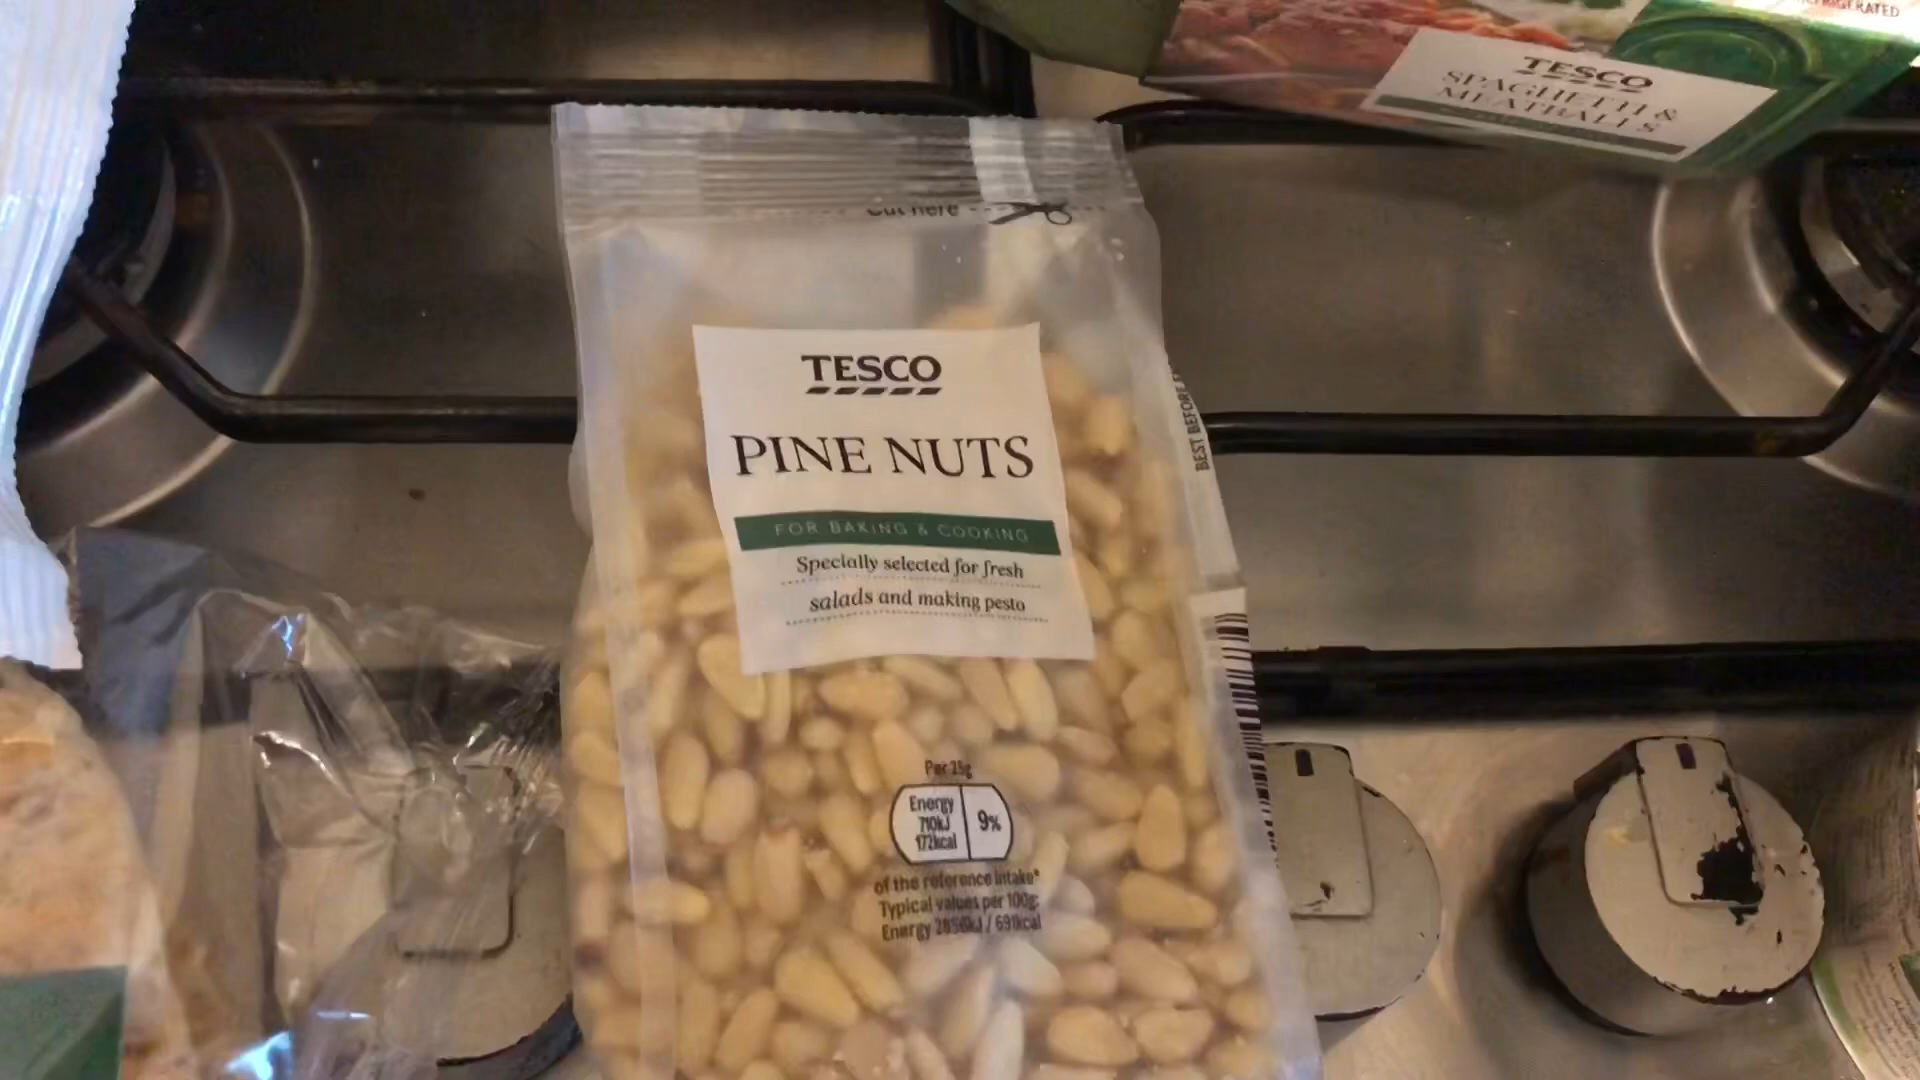 TESCO
SPAGHETTI &
MEATBALLS
Cut here
TESCO
PINE NUTS
FOR BAKING & COOKING
Specially selected for fresh
salads and making pesto
BEST BEFORE
Per 25g
Energy
710kJ
172kcal
9%
of the reference intake*
Typical values per 100g:
Energy 2856kJ / 691kcal